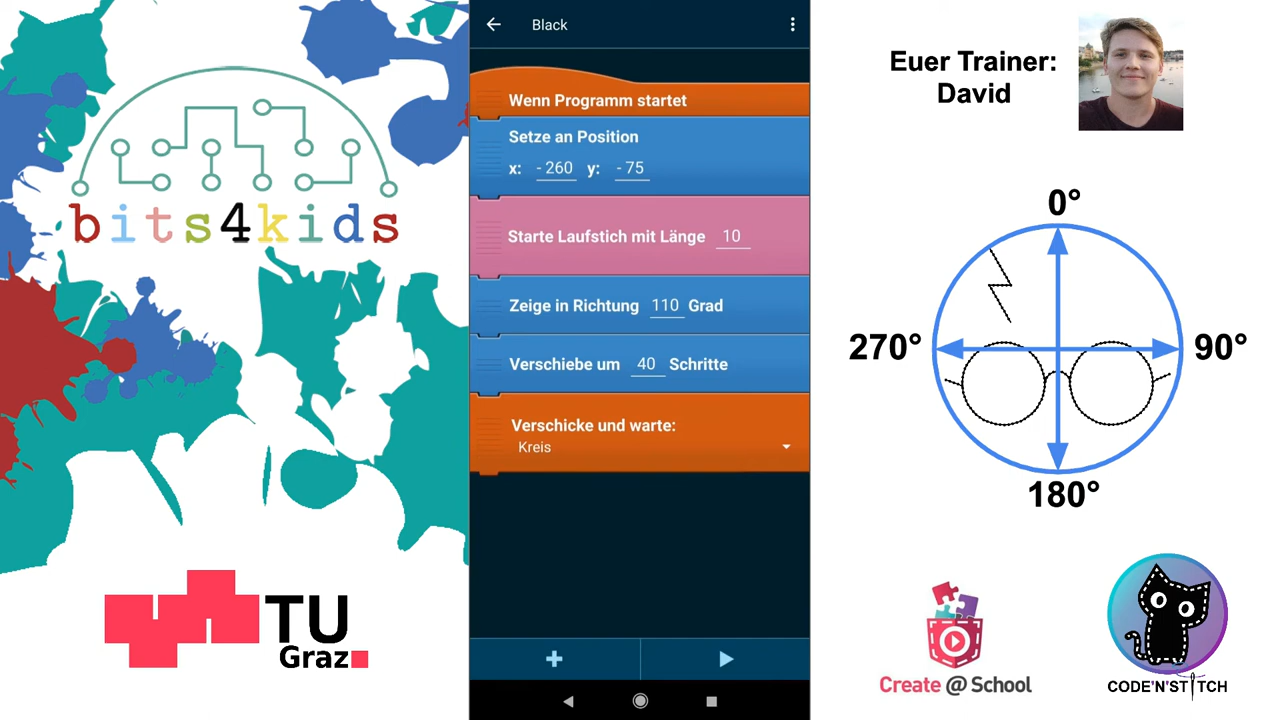 bits4kids
TU
Graz
Black
Wenn Programm startet
Setze an Position
x: - 260 y: - 75
Starte Laufstich mit Länge 10
Zeige in Richtung 110 Grad
Verschiebe um 40 Schritte
Verschicke und warte:
Kreis
Euer Trainer:
David
0°
270°
90°
180°
Create @ School
CODE'N'STITCH